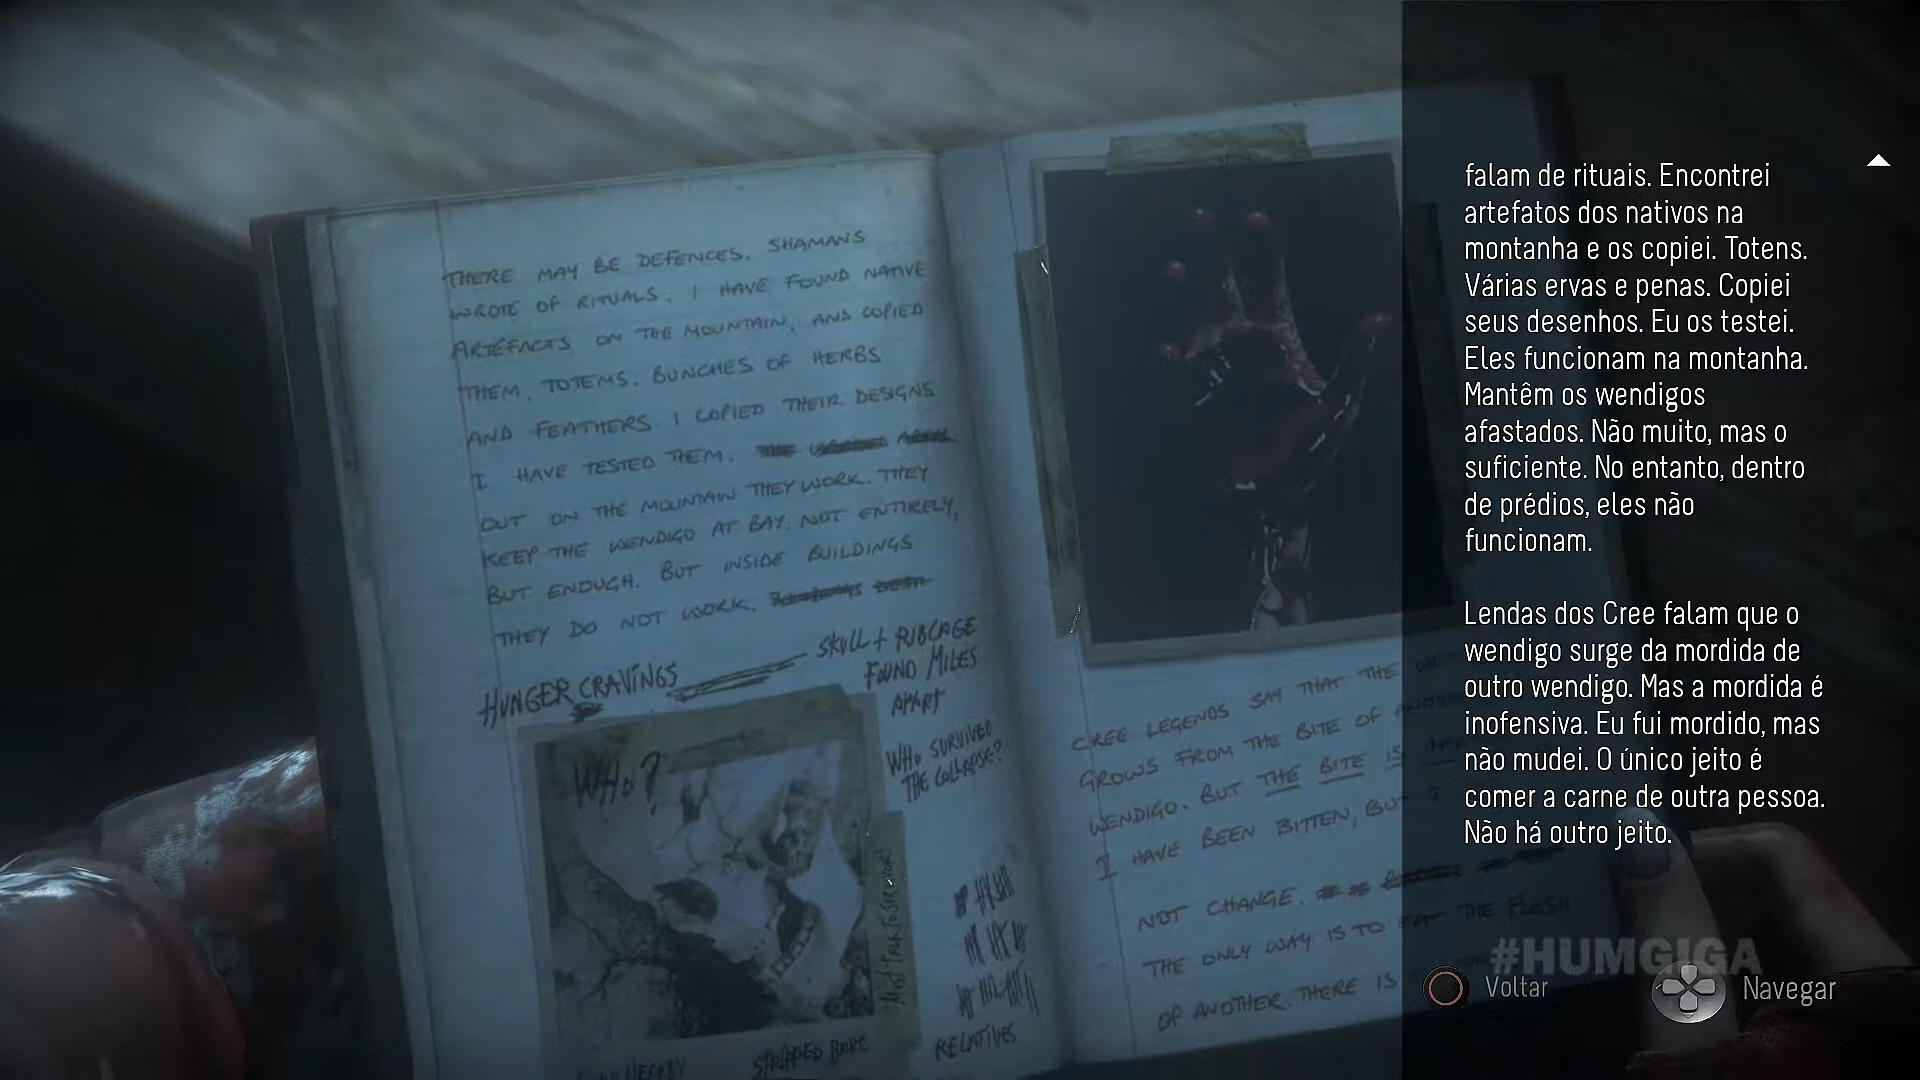 THERE MAY BE DEFENCES. SHAMANS
WROTE OF RITUALS. I HAVE FOUND NATIVE
ARTEFACTS ON THE MOUNTAIN, AND COPIED
THEM. TOTEMS. BUNCHES OF HERBS
AND FEATHERS. I COPIED THEIR DESIGNS
I HAVE TESTED THEM.
OUT ON THE MOUNTAIN THEY WORK. THEY
KEEP THE WENDIGO AT BAY. NOT ENTIRELY,
BUT ENOUGH. BUT INSIDE BUILDINGS
THEY DO NOT WORK.
HUNGER CRAVINGS
SKULL + RIBCAGE
FOUND MILES
APART
WHO SURVIVED
THE COLLAPSE?
WHO?
STRIPPED BARE
RELATIVES
CREE LEGENDS SAY THAT THE
GROWS FROM THE BITE OF
WENDIGO. BUT THE BITE IS
I HAVE BEEN BITTEN, BUT I
NOT CHANGE.
THE ONLY WAY IS TO EAT THE FLESH
OF ANOTHER. THERE IS
falam de rituais. Encontrei
artefatos dos nativos na
montanha e os copiei. Totens.
Várias ervas e penas. Copiei
seus desenhos. Eu os testei.
Eles funcionam na montanha.
Mantêm os wendigos
afastados. Não muito, mas o
suficiente. No entanto, dentro
de prédios, eles não
funcionam.
Lendas dos Cree falam que o
wendigo surge da mordida de
outro wendigo. Mas a mordida é
inofensiva. Eu fui mordido, mas
não mudei. O único jeito é
comer a carne de outra pessoa.
Não há outro jeito.
#HUMGIGA
Voltar
Navegar